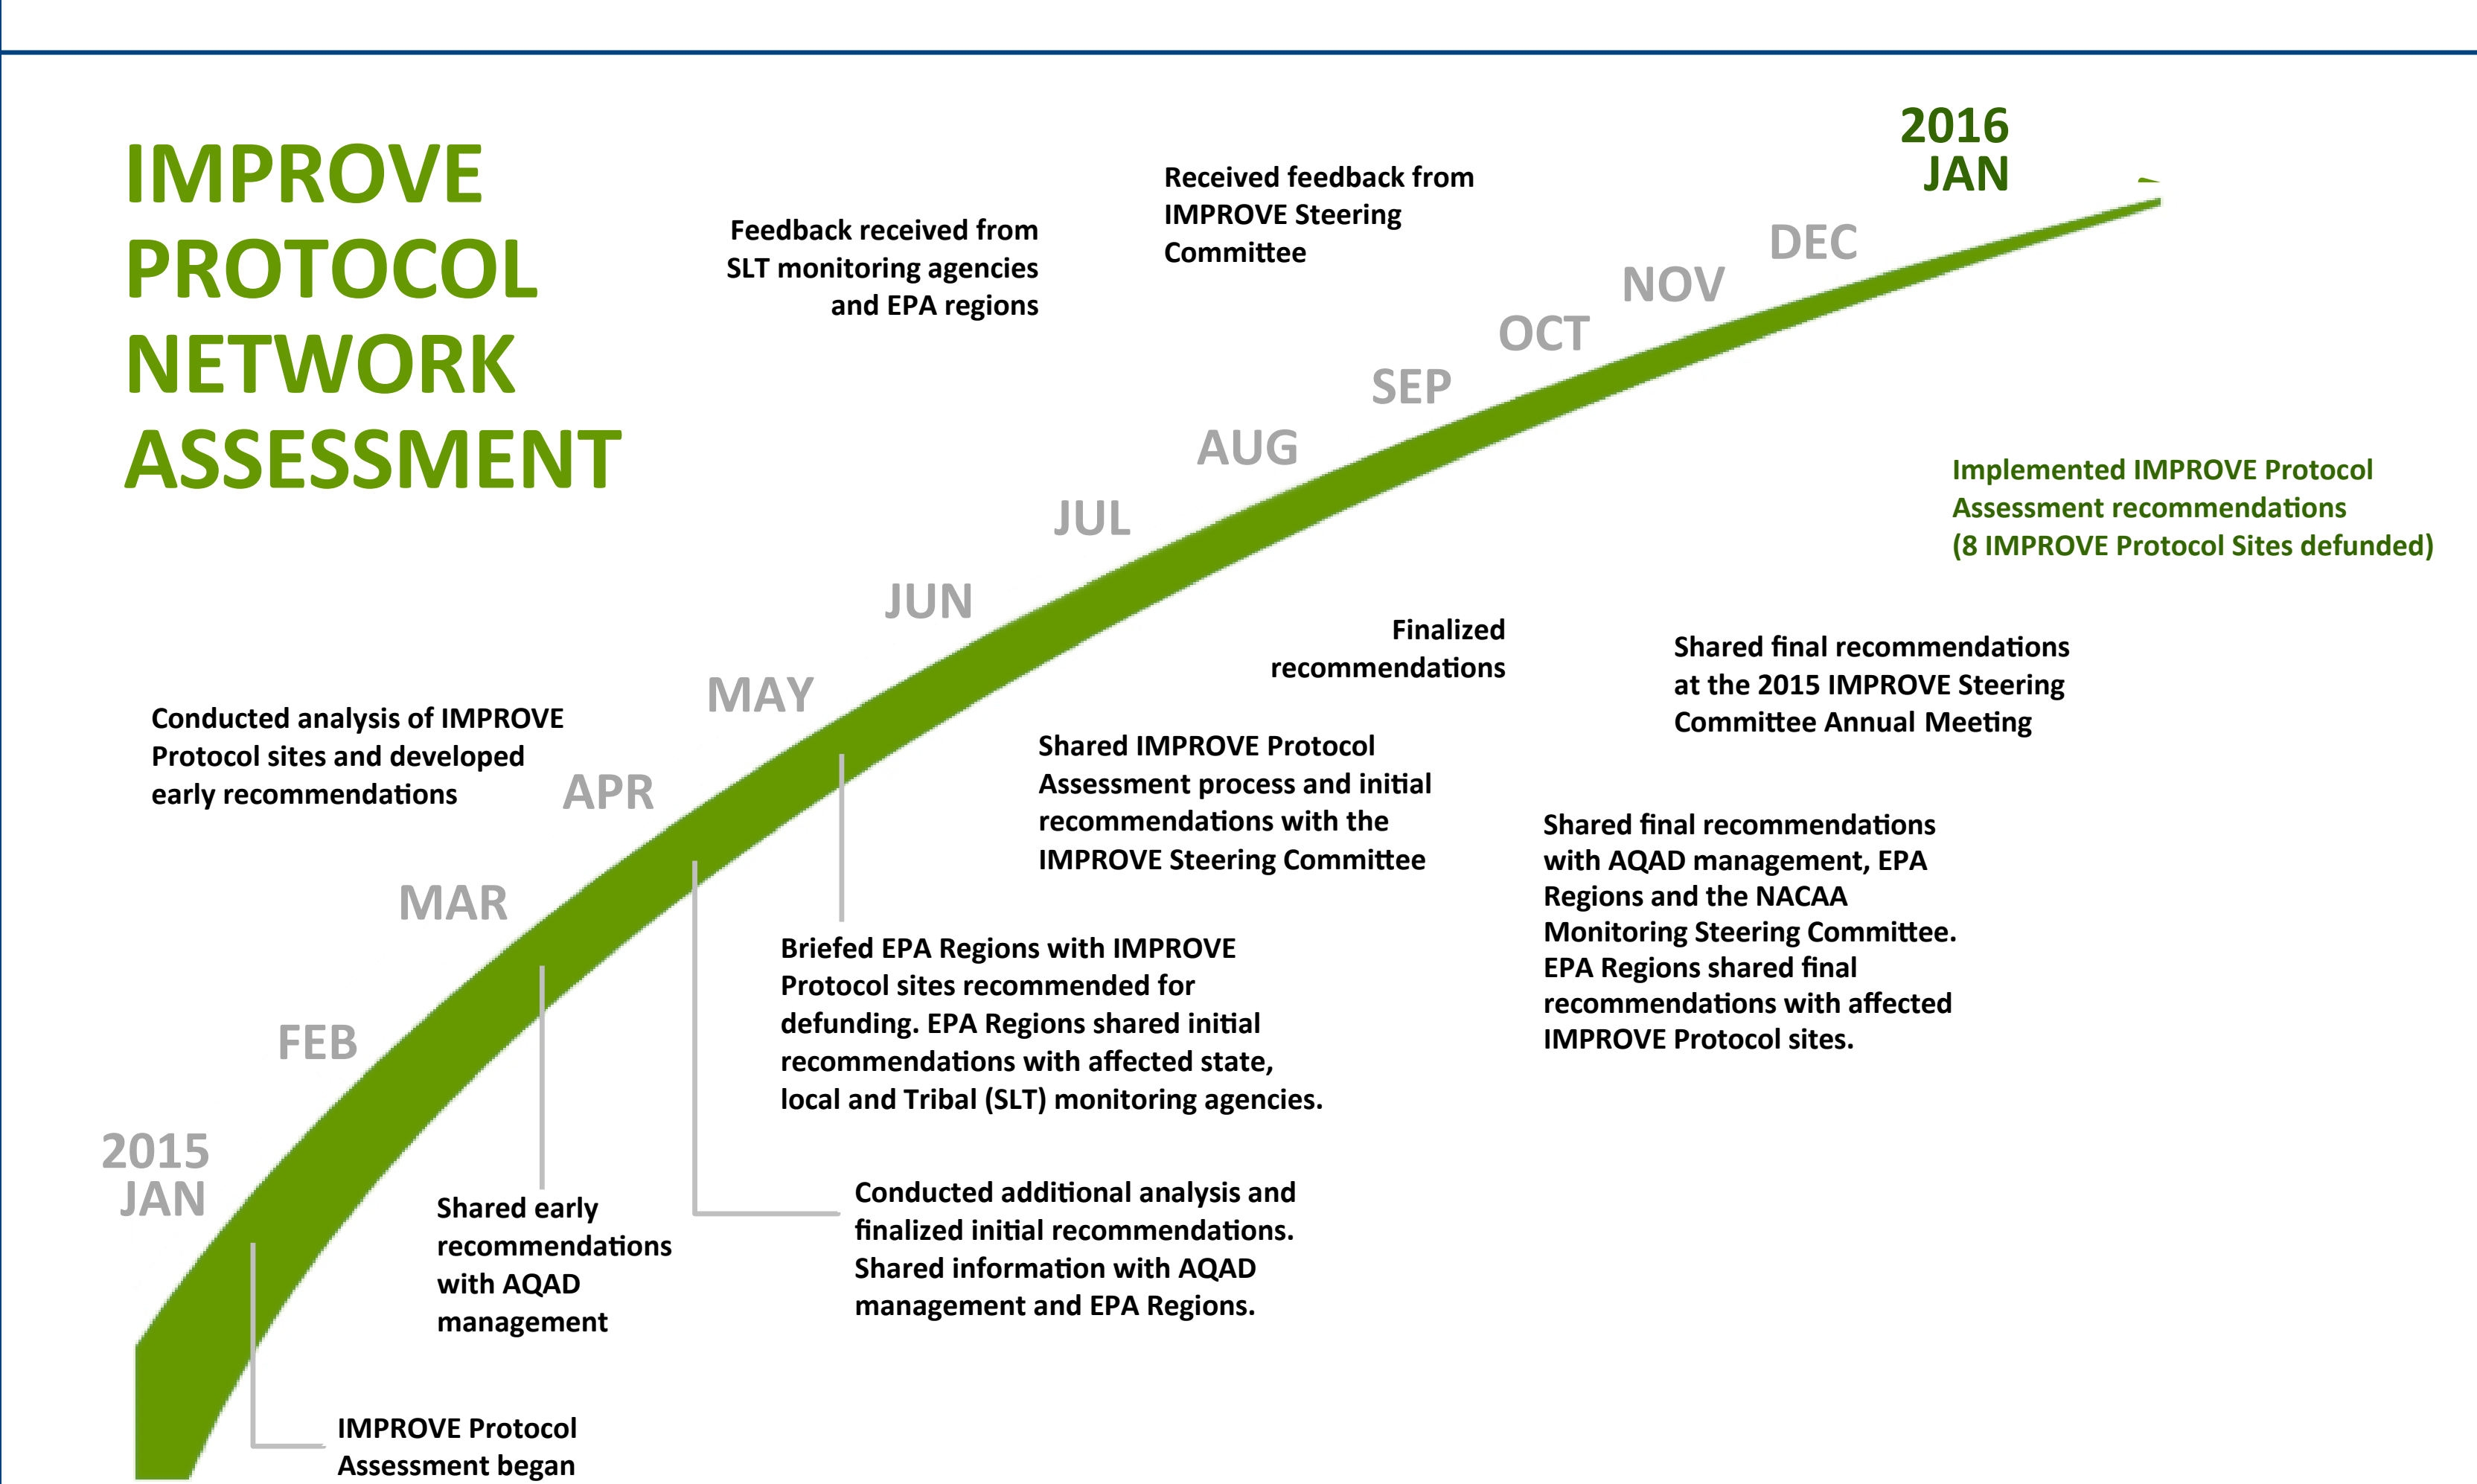 IMPROVE
PROTOCOL
NETWORK
ASSESSMENT
2015
JAN
FEB
MAR
APR
MAY
JUN
JUL
AUG
SEP
OCT
NOV
DEC
2016
JAN
Conducted analysis of IMPROVE
Protocol sites and developed
early recommendations
Feedback received from
SLT monitoring agencies
and EPA regions
Received feedback from
IMPROVE Steering
Committee
IMPROVE Protocol
Assessment began
Shared early
recommendations
with AQAD
management
Conducted additional analysis and
finalized initial recommendations.
Shared information with AQAD
management and EPA Regions.
Briefed EPA Regions with IMPROVE
Protocol sites recommended for
defunding. EPA Regions shared initial
recommendations with affected state,
local and Tribal (SLT) monitoring agencies.
Shared IMPROVE Protocol
Assessment process and initial
recommendations with the
IMPROVE Steering Committee
Finalized
recommendations
Shared final recommendations
with AQAD management, EPA
Regions and the NACAA
Monitoring Steering Committee.
EPA Regions shared final
recommendations with affected
IMPROVE Protocol sites.
Shared final recommendations
at the 2015 IMPROVE Steering
Committee Annual Meeting
Implemented IMPROVE Protocol
Assessment recommendations
(8 IMPROVE Protocol Sites defunded)